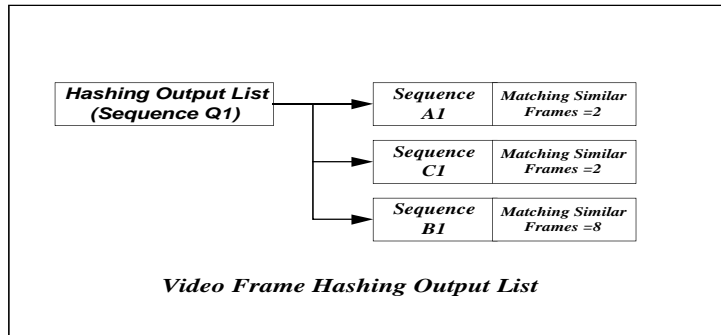 Hashing Output List
(Sequence Q1)
Sequence
A1
Matching Similar
Frames =2
Sequence
C1
Matching Similar
Frames =2
Sequence
B1
Matching Similar
Frames =8
Video Frame Hashing Output List